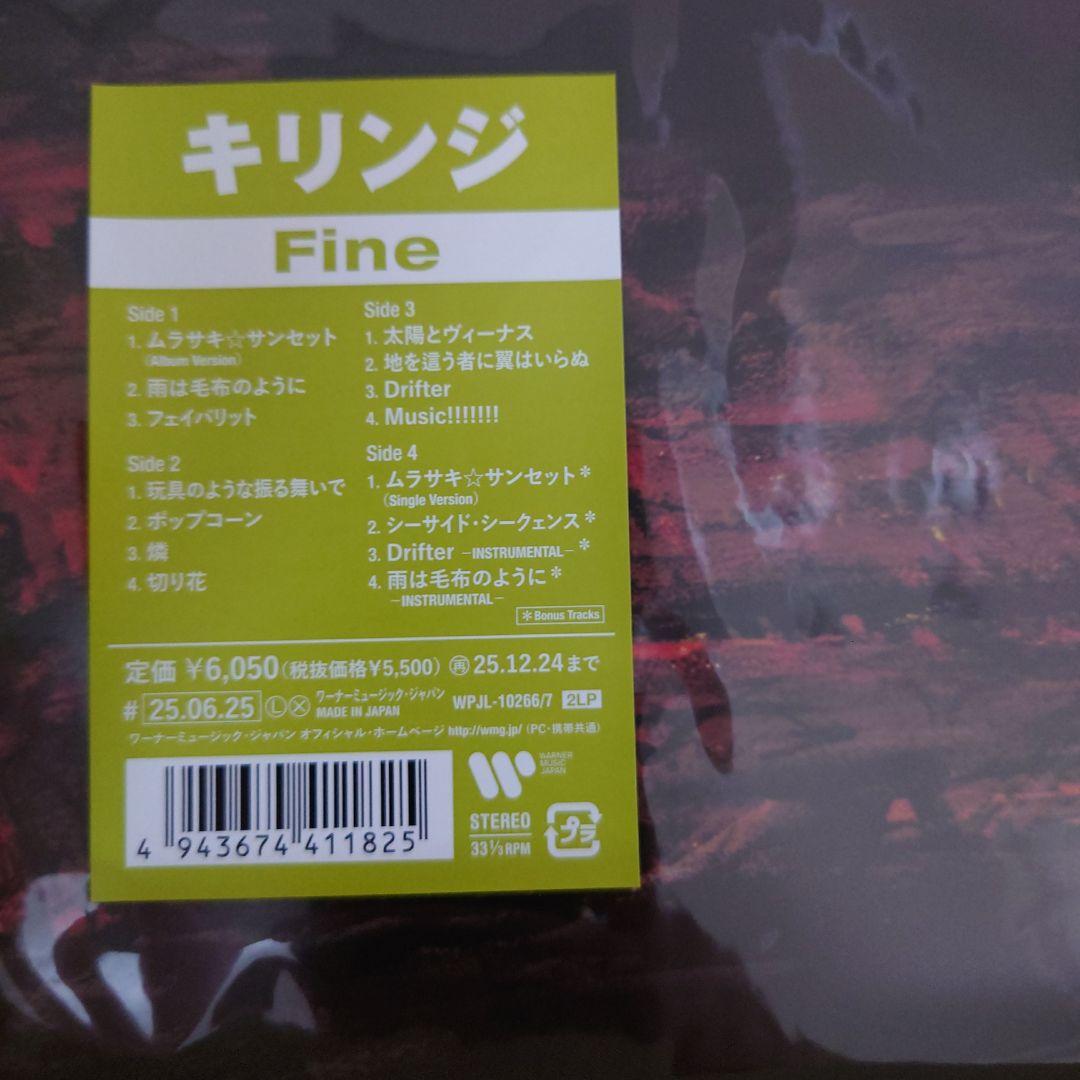 キリンジ
Fine
Side 1
1. ムラサキ☆サンセット
(Album Version)
2. 雨は毛布のように
3. フェイバリット
Side 2
1. 玩具のような振る舞いで
2. ポップコーン
3. 燐
4. 切り花
Side 3
1. 太陽とヴィーナス
2. 地を這う者に翼はいらぬ
3. Drifter
4. Music!!!!!!!
Side 4
1. ムラサキ☆サンセット*
(Single Version)
2. シーサイド・シークェンス*
3. Drifter –INSTRUMENTAL–*
4. 雨は毛布のように*
–INSTRUMENTAL–
*Bonus Tracks
定価 ¥6,050(税抜価格¥5,500) 再 25.12.24まで
# 25.06.25 Ⓛ Ⓧ ワーナーミュージック・ジャパン
MADE IN JAPAN WPJL-10266/7 2LP
ワーナーミュージック・ジャパン オフィシャル・ホームページ http://wmg.jp/ (PC・携帯共通)
WARNER
MUSIC
JAPAN
STEREO
33⅓RPM
プラ
4 943674 411825